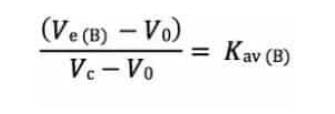 (Ve (B) − V0)
Vc − V0
= Kav (B)